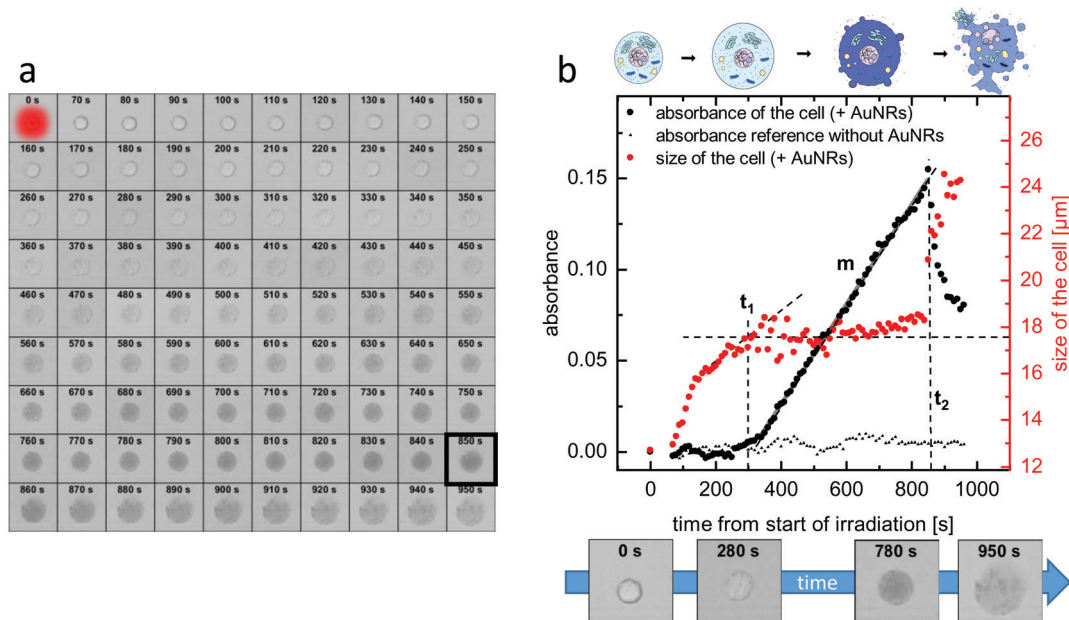 a
0 s 70 s 80 s 90 s 100 s 110 s 120 s 130 s 140 s 150 s
160 s 170 s 180 s 190 s 200 s 210 s 220 s 230 s 240 s 250 s
260 s 270 s 280 s 290 s 300 s 310 s 320 s 330 s 340 s 350 s
360 s 370 s 380 s 390 s 400 s 410 s 420 s 430 s 440 s 450 s
460 s 470 s 480 s 490 s 500 s 510 s 520 s 530 s 540 s 550 s
560 s 570 s 580 s 590 s 600 s 610 s 620 s 630 s 640 s 650 s
660 s 670 s 680 s 690 s 700 s 710 s 720 s 730 s 740 s 750 s
760 s 770 s 780 s 790 s 800 s 810 s 820 s 830 s 840 s 850 s
860 s 870 s 880 s 890 s 900 s 910 s 920 s 930 s 940 s 950 s
b
absorbance of the cell (+ AuNRs)
absorbance reference without AuNRs
size of the cell (+ AuNRs)
absorbance
0.15
0.10
0.05
0.00
m
t1
t2
26
24
22
20
18
16
14
12
size of the cell [µm]
0 200 400 600 800 1000
time from start of irradiation [s]
0 s 280 s 780 s 950 s
time